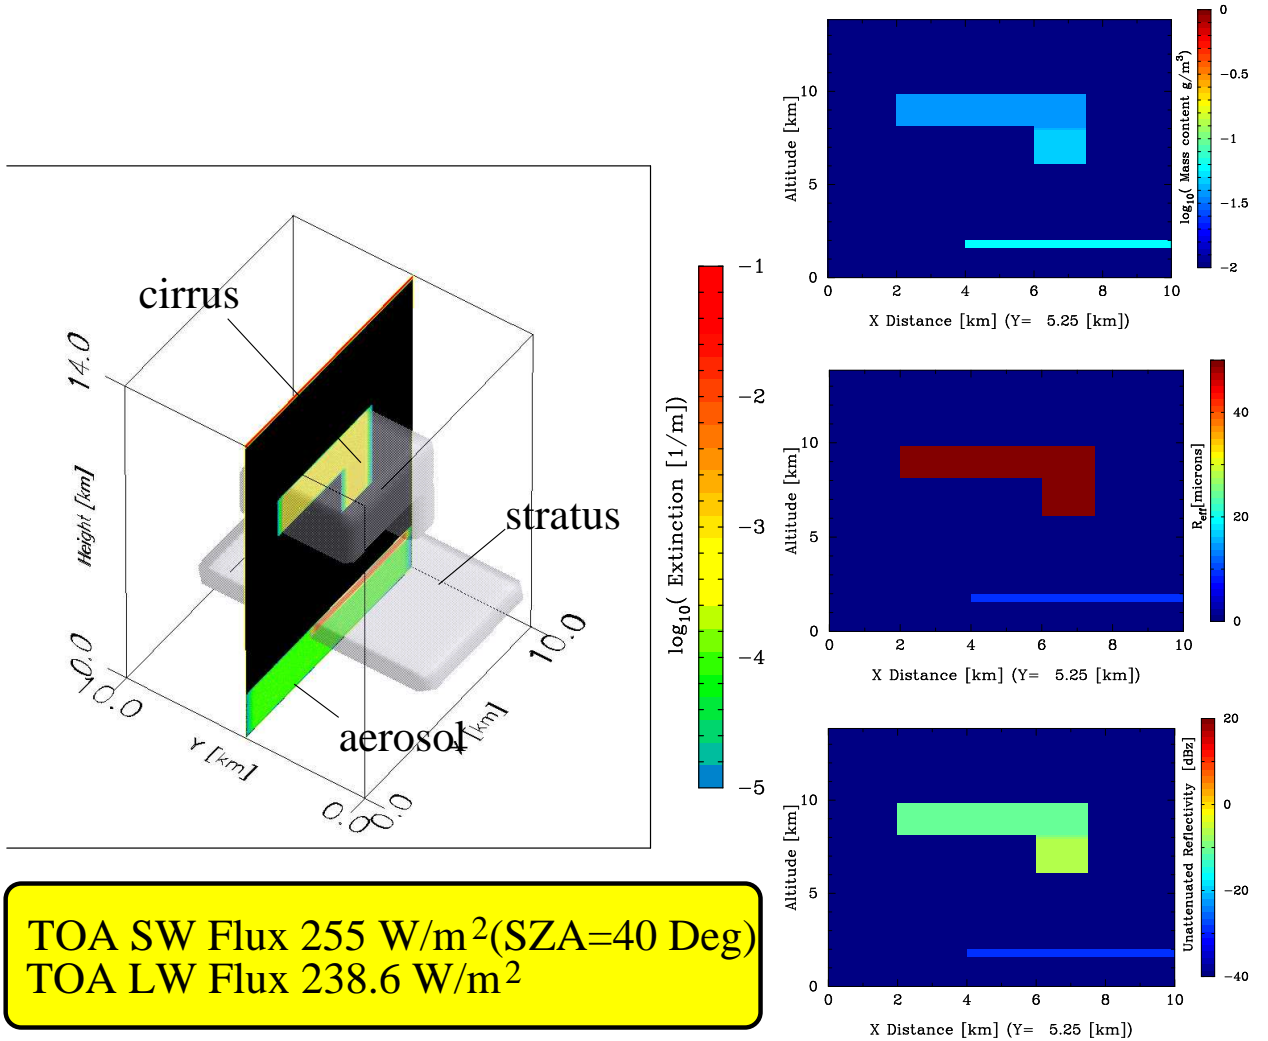 cirrus
stratus
aerosol
14.0
Height [km]
0.0
10.0
Y [km]
0.0
0.0
X [km]
10.0
log10( Extinction [1/m])
−1
−2
−3
−4
−5
TOA SW Flux 255 W/m²(SZA=40 Deg)
TOA LW Flux 238.6 W/m²
Altitude [km]
10
5
0
0 2 4 6 8 10
X Distance [km] (Y= 5.25 [km])
log10( Mass content g/m³)
0
−0.5
−1
−1.5
−2
Altitude [km]
10
5
0
0 2 4 6 8 10
X Distance [km] (Y= 5.25 [km])
Reff[microns]
40
20
0
Altitude [km]
10
5
0
0 2 4 6 8 10
X Distance [km] (Y= 5.25 [km])
Unattenuated Reflectivity [dBz]
20
0
−20
−40